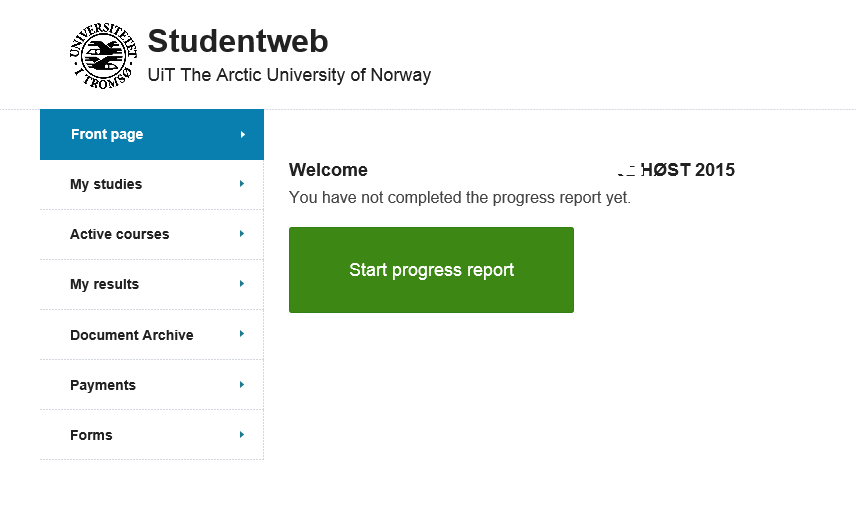 UNIVERSITETET I TROMSØ
Studentweb
UiT The Arctic University of Norway
Front page
My studies
Active courses
My results
Document Archive
Payments
Forms
Welcome HØST 2015
You have not completed the progress report yet.
Start progress report